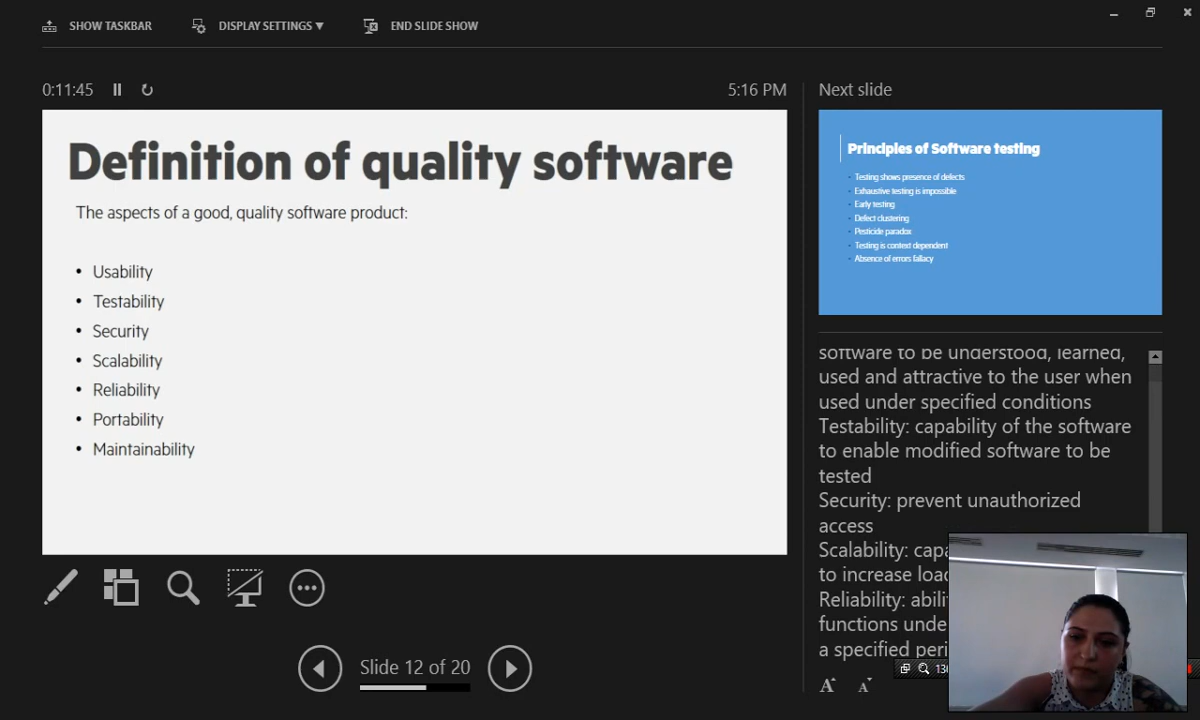 SHOW TASKBAR DISPLAY SETTINGS ▼ END SLIDE SHOW
0:11:45 5:16 PM
Definition of quality software
The aspects of a good, quality software product:
• Usability
• Testability
• Security
• Scalability
• Reliability
• Portability
• Maintainability
Slide 12 of 20
Next slide
Principles of Software testing
- Testing shows presence of defects
- Exhaustive testing is impossible
- Early testing
- Defect clustering
- Pesticide paradox
- Testing is context dependent
- Absence of errors fallacy
software to be understood, learned,
used and attractive to the user when
used under specified conditions
Testability: capability of the software
to enable modified software to be
tested
Security: prevent unauthorized
access
Scalability:
to increase
Reliability:
functions
a specified
A A